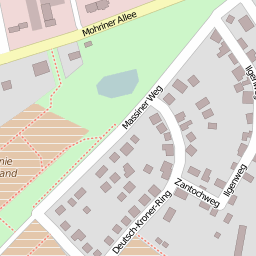 Mohriner Allee
Ilgenweg
Massiner Weg
nie
and
Zantochweg
Ilgenweg
Deutsch-Kroner-Ring